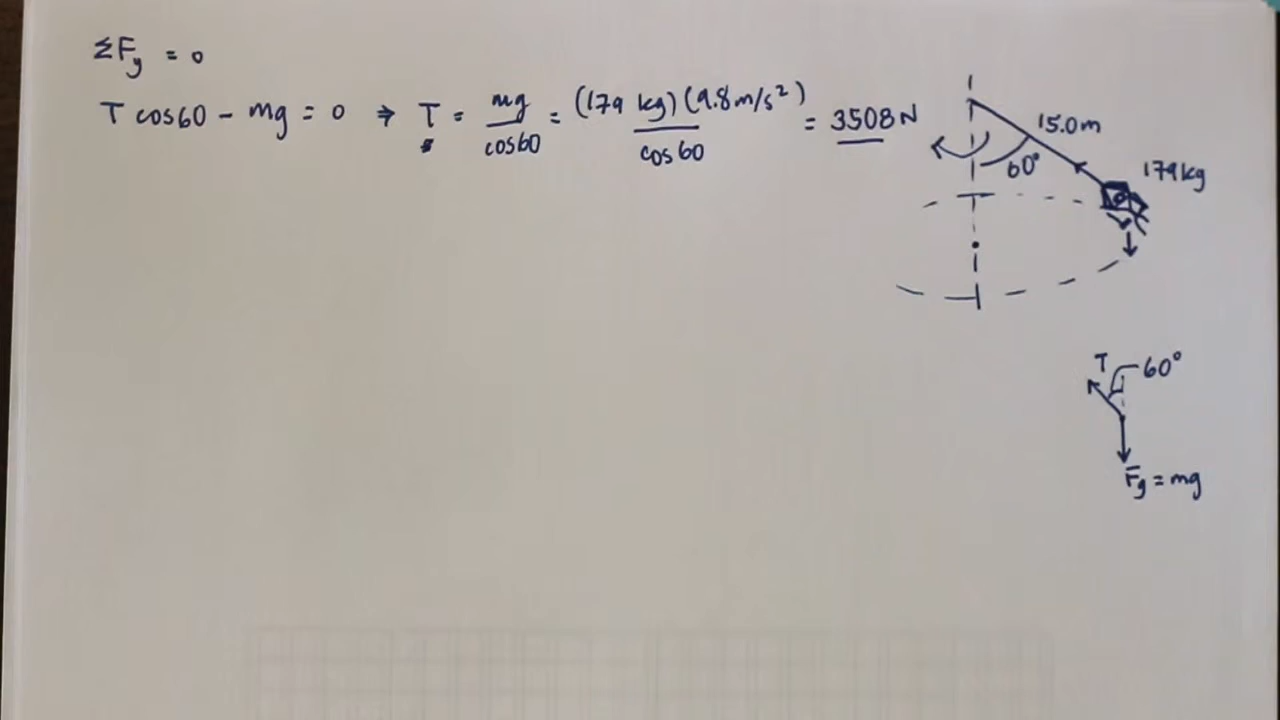 ΣFy = 0
T cos60 - mg = 0 ⇒ T = mg/cos60 = (179 kg)(9.8 m/s²)/cos60 = 3508 N
15.0m
60°
179kg
T 60°
Fg = mg